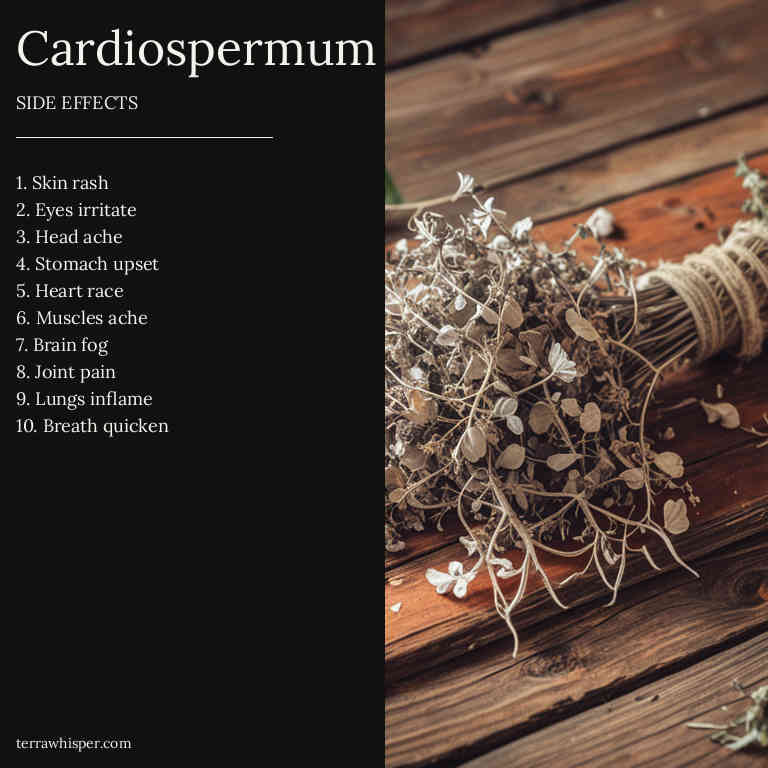 Cardiospermum
SIDE EFFECTS
1. Skin rash
2. Eyes irritate
3. Head ache
4. Stomach upset
5. Heart race
6. Muscles ache
7. Brain fog
8. Joint pain
9. Lungs inflame
10. Breath quicken
terrawhisper.com